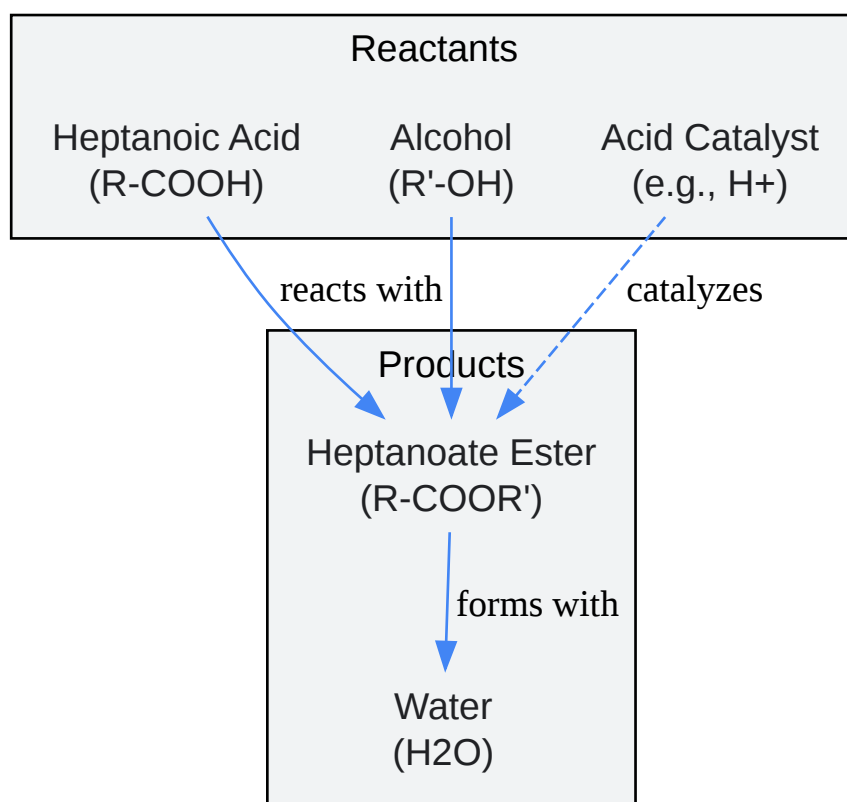 Reactants
Heptanoic Acid
(R-COOH)
Alcohol
(R'-OH)
Acid Catalyst
(e.g., H+)
reacts with
catalyzes
Products
Heptanoate Ester
(R-COOR')
forms with
Water
(H2O)